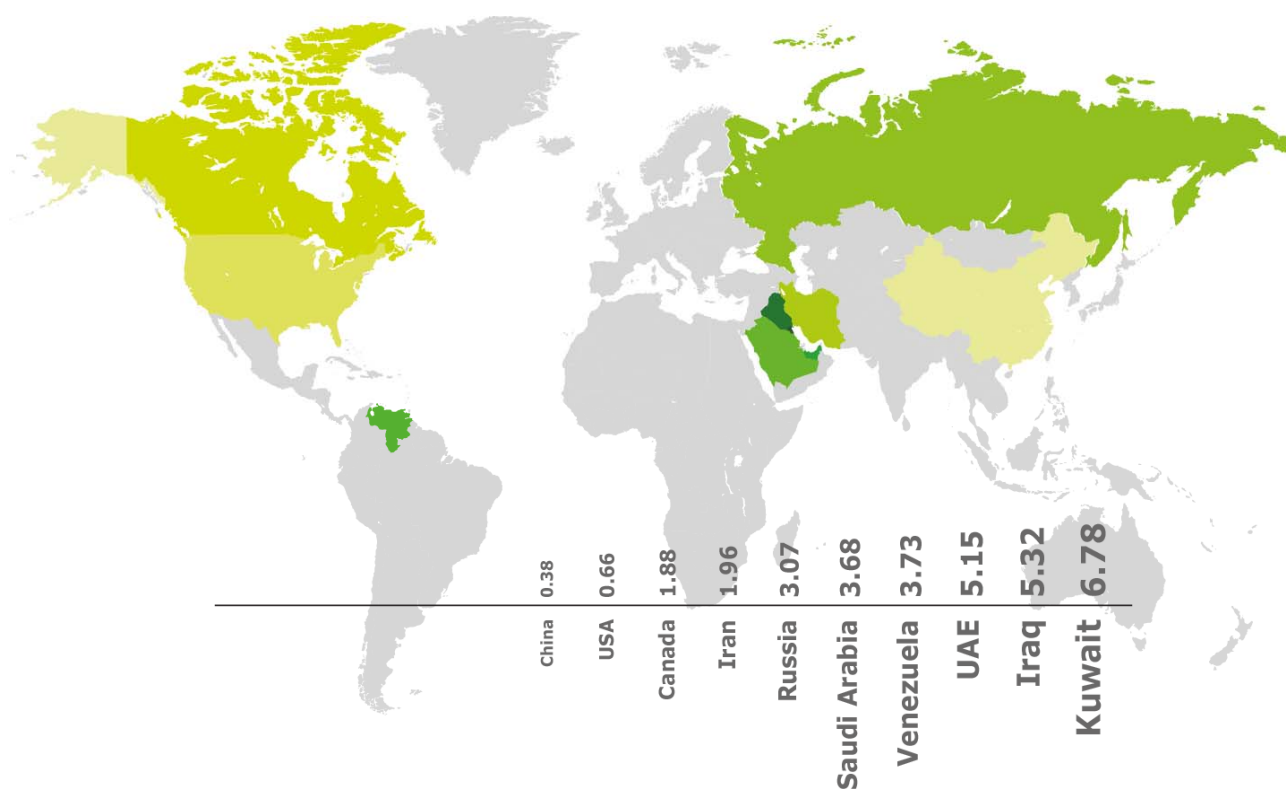 China 0.38
USA 0.66
Canada 1.88
Iran 1.96
Russia 3.07
Saudi Arabia 3.68
Venezuela 3.73
UAE 5.15
Iraq 5.32
Kuwait 6.78